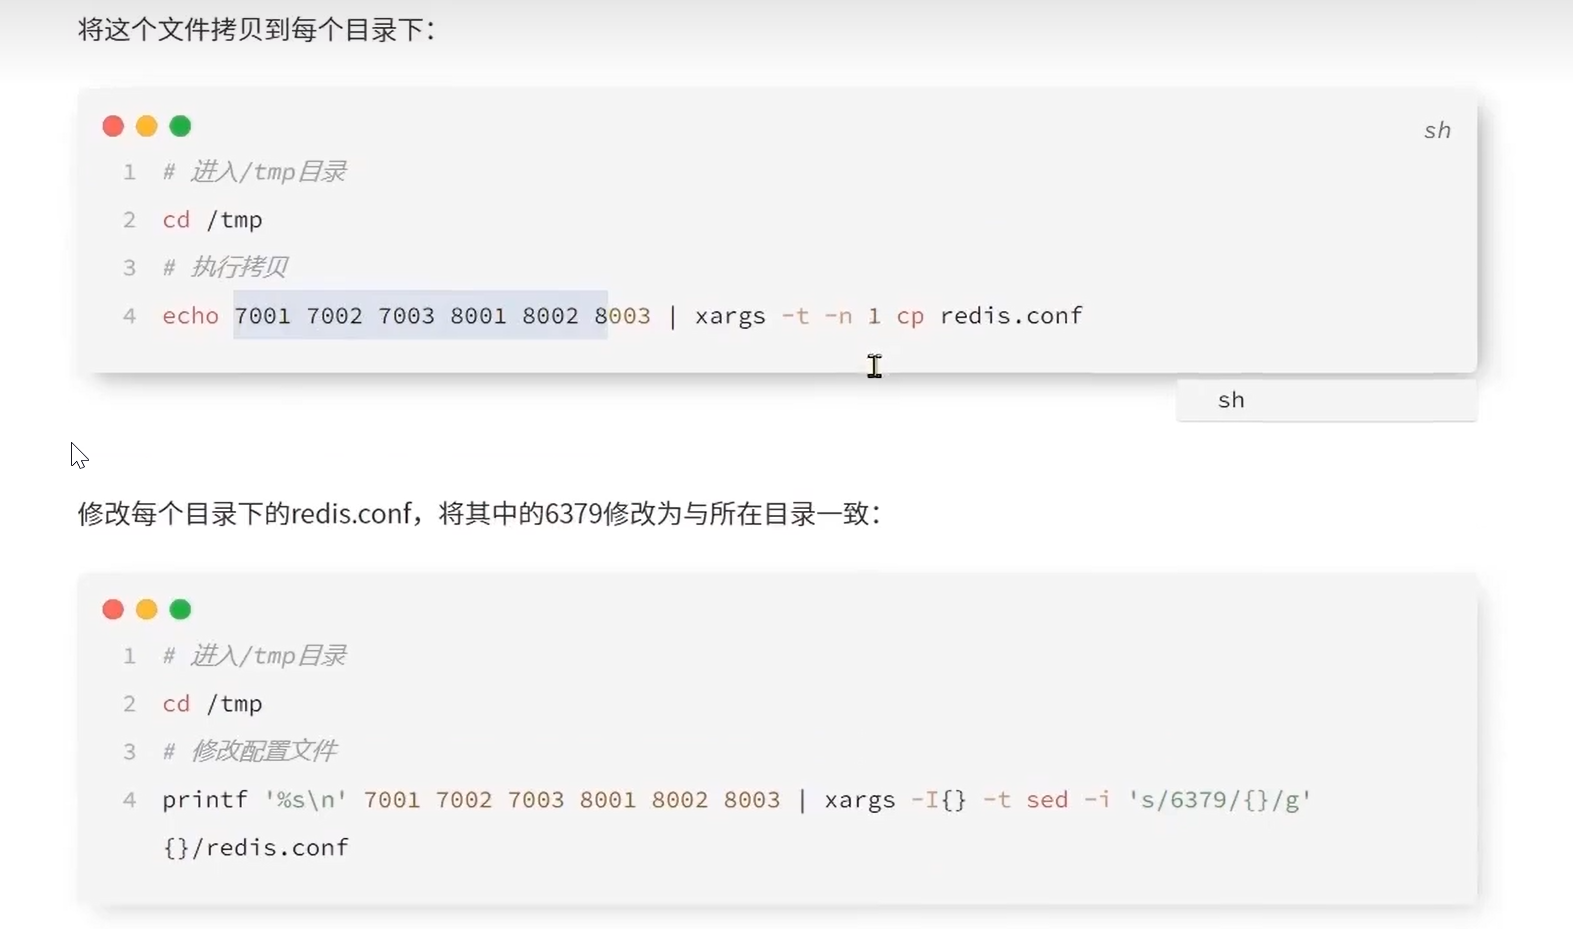 将这个文件拷贝到每个目录下：
sh
1 # 进入/tmp目录
2 cd /tmp
3 # 执行拷贝
4 echo 7001 7002 7003 8001 8002 8003 | xargs -t -n 1 cp redis.conf
sh
修改每个目录下的redis.conf，将其中的6379修改为与所在目录一致：
1 # 进入/tmp目录
2 cd /tmp
3 # 修改配置文件
4 printf '%s\n' 7001 7002 7003 8001 8002 8003 | xargs -I{} -t sed -i 's/6379/{}/g'
{}/redis.conf